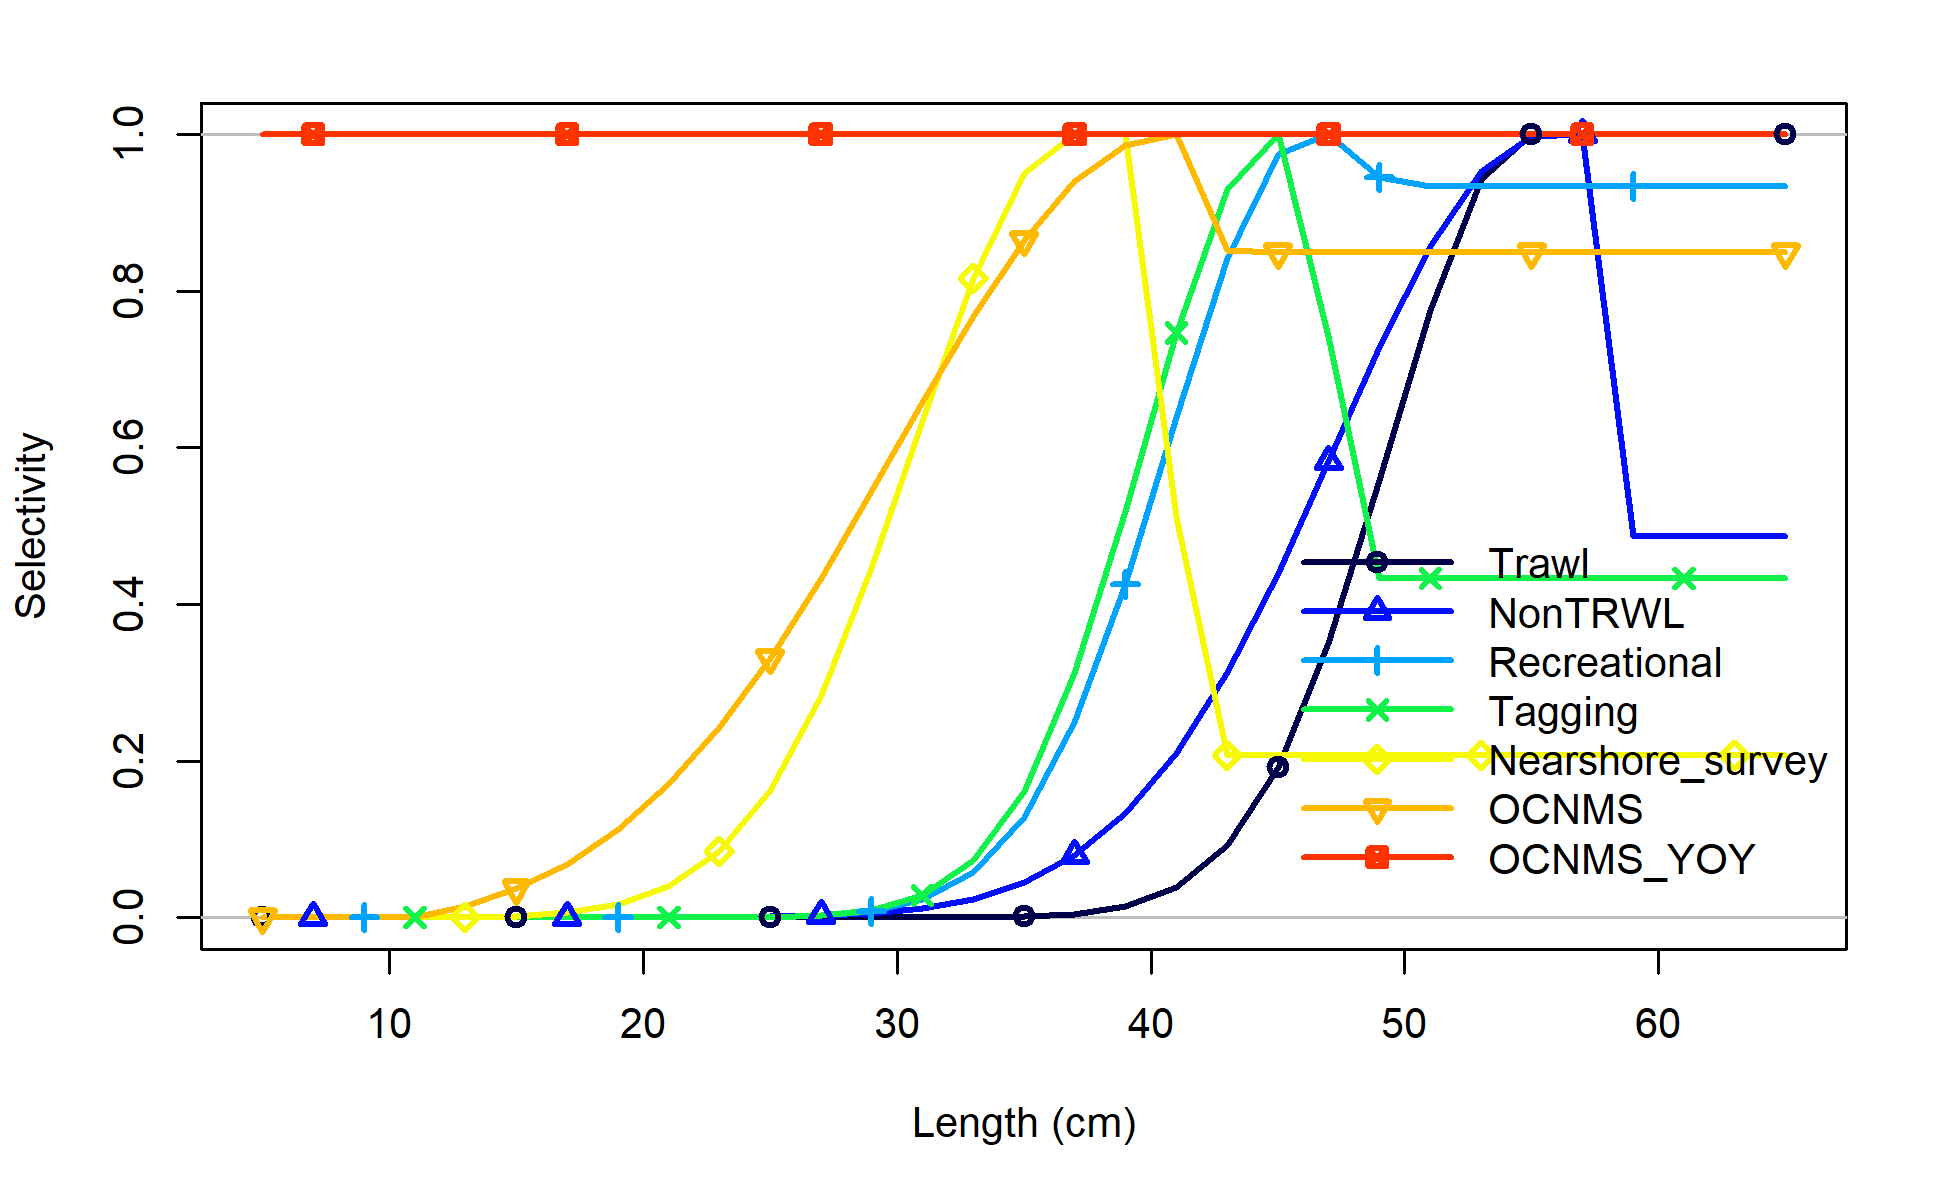 Selectivity
1.0
0.8
0.6
0.4
0.2
0.0
Trawl
NonTRWL
Recreational
Tagging
Nearshore_survey
OCNMS
OCNMS_YOY
10 20 30 40 50 60
Length (cm)